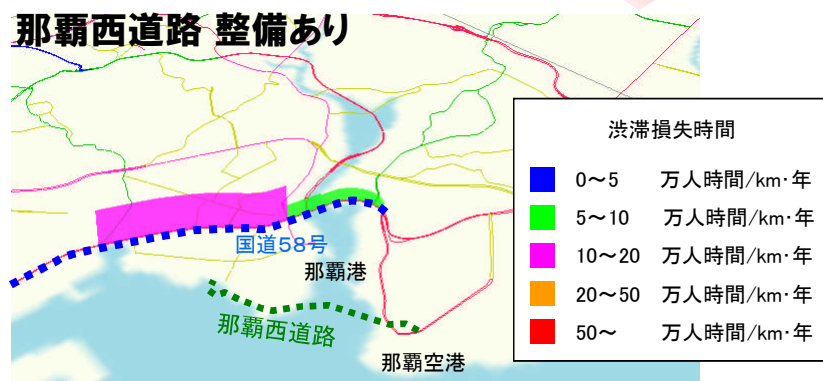 那覇西道路 整備あり
渋滞損失時間
0～5 万人時間/km・年
5～10 万人時間/km・年
10～20 万人時間/km・年
20～50 万人時間/km・年
50～ 万人時間/km・年
国道58号
那覇港
那覇西道路
那覇空港